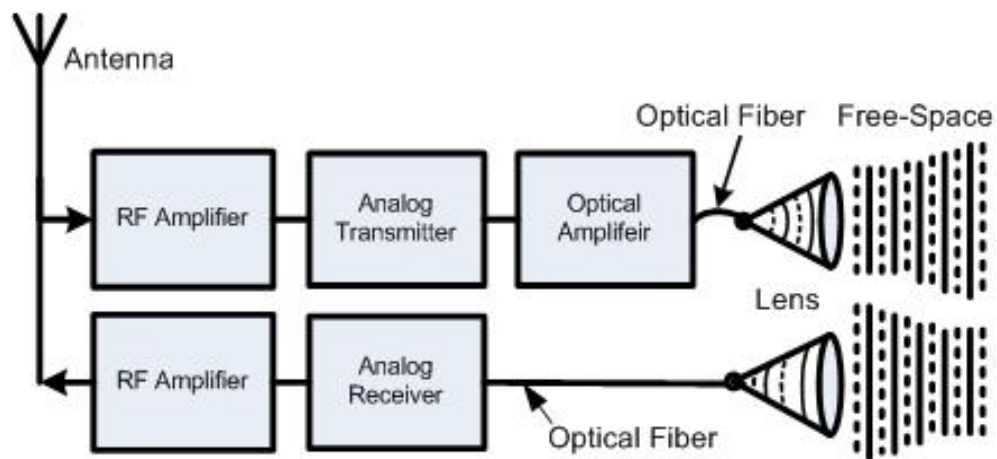 Antenna
Optical Fiber
Free-Space
RF Amplifier
Analog
Transmitter
Optical
Amplifeir
Lens
RF Amplifier
Analog
Receiver
Optical Fiber